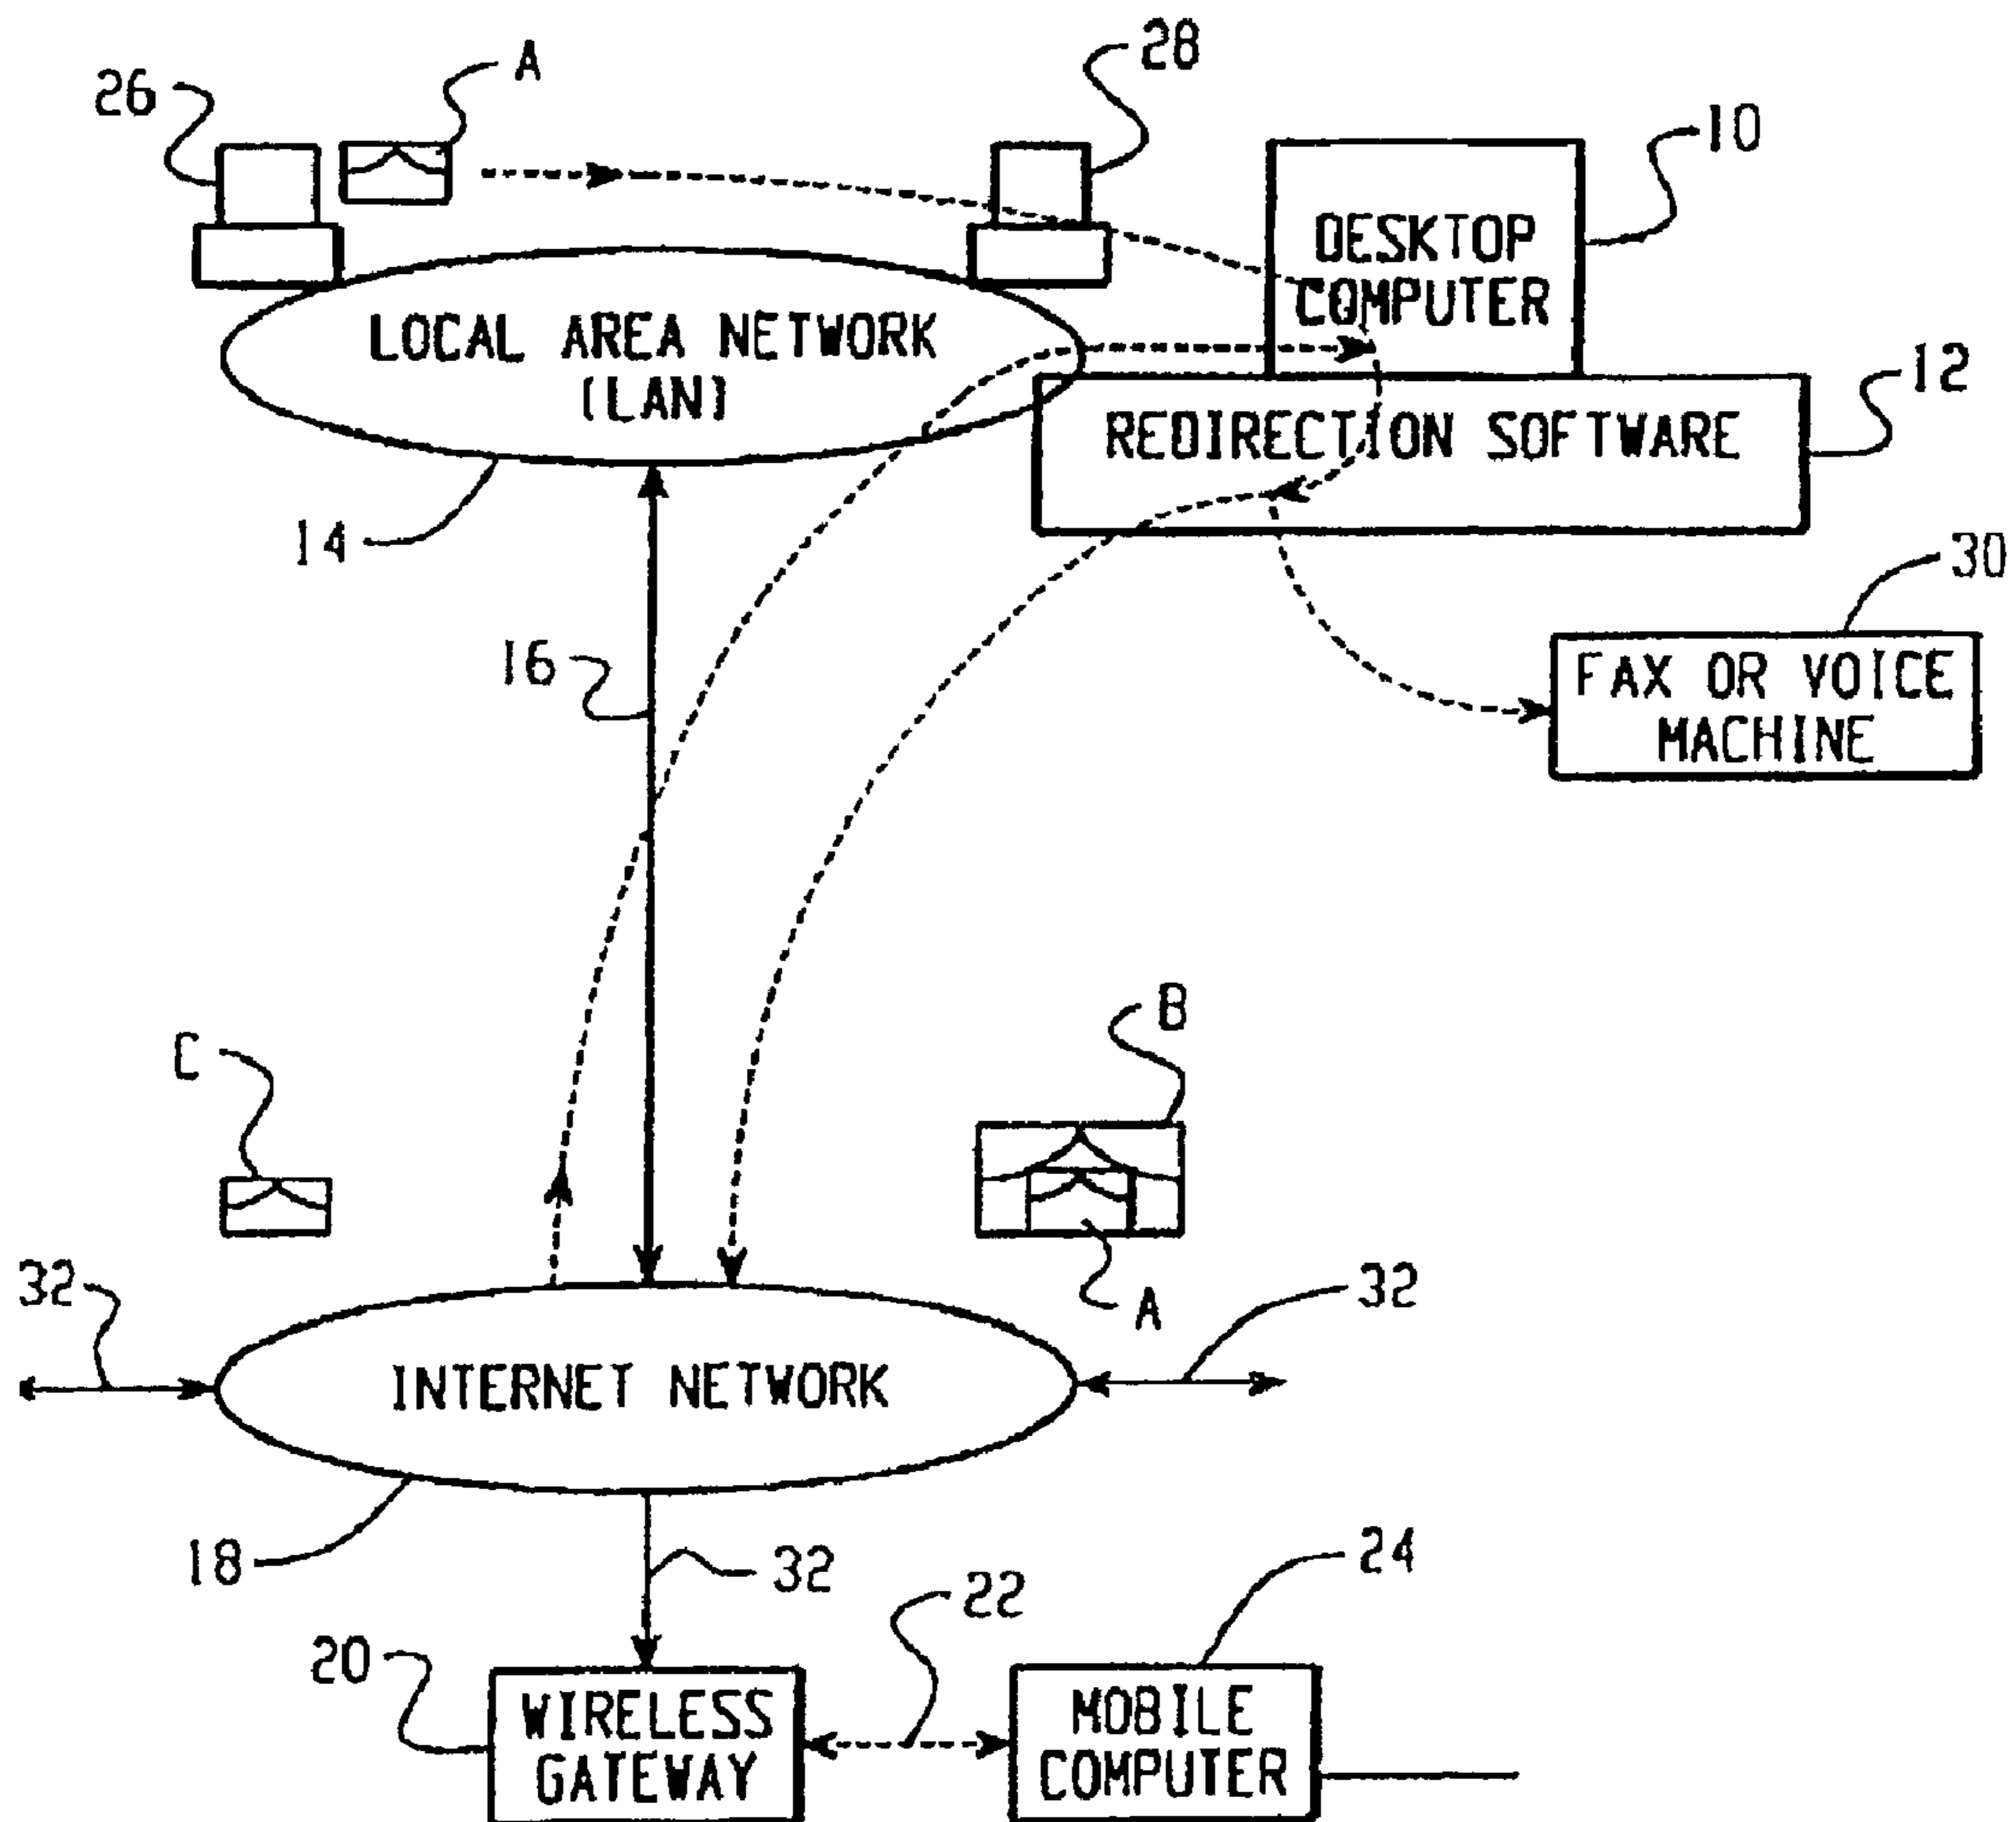 26
A
28
10
DESKTOP
COMPUTER
LOCAL AREA NETWORK
(LAN)
12
REDIRECTION SOFTWARE
14
30
16
FAX OR VOICE
MACHINE
B
C
32
A
32
INTERNET NETWORK
18
32
24
22
20
WIRELESS
GATEWAY
MOBILE
COMPUTER